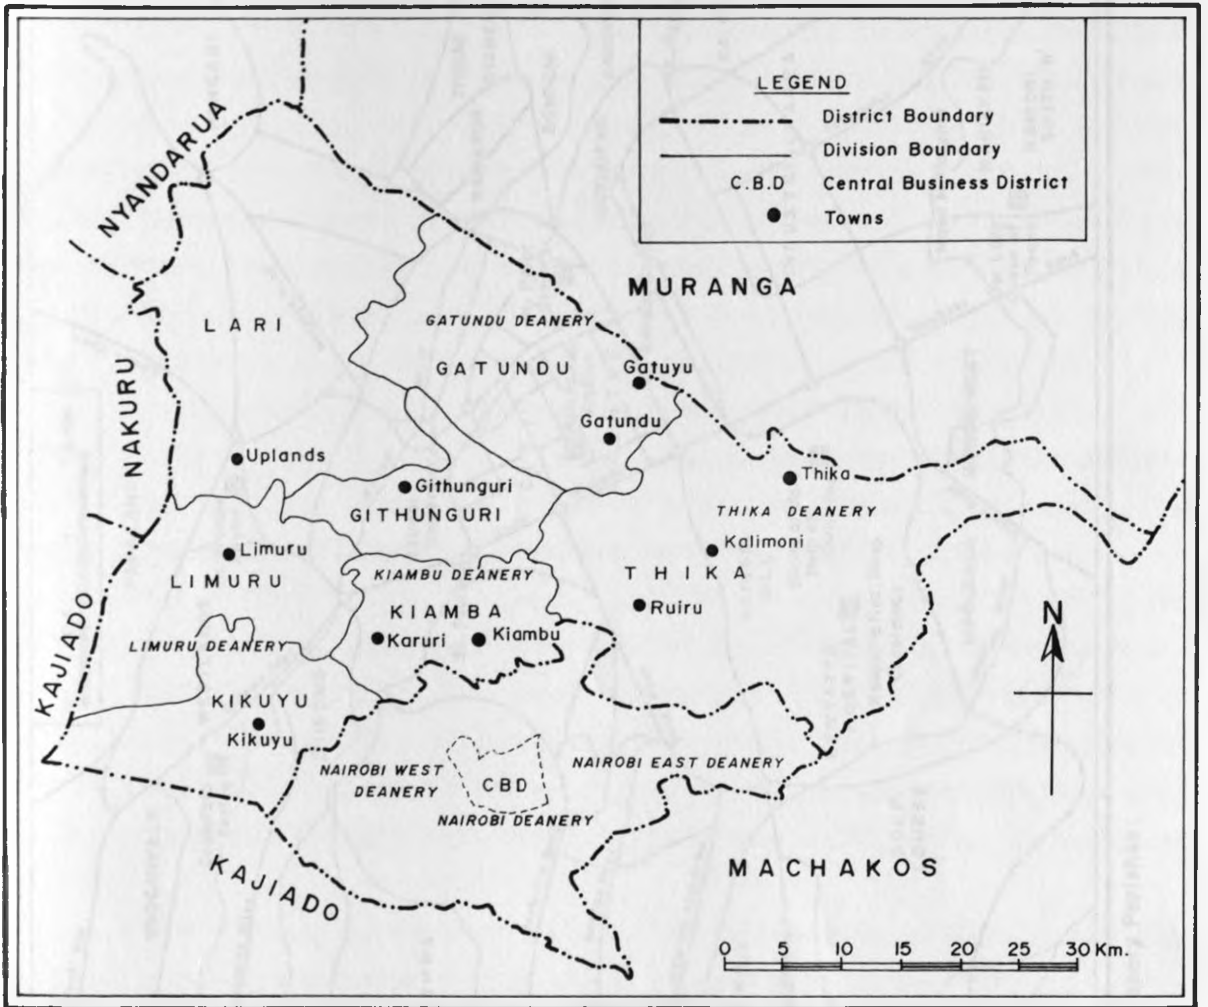 LEGEND
District Boundary
Division Boundary
C.B.D Central Business District
Towns
NYANDARUA
MURANGA
LARI
GATUNDU DEANERY
GATUNDU
Gatuyu
NAKURU
Gatundu
Uplands
Thika
Githunguri
GITHUNGURI
THIKA DEANERY
Limuru
Kalimoni
LIMURU
KIAMBU DEANERY
THIKA
KAJIADO
KIAMBA
Ruiru
N
Karuri
Kiambu
LIMURU DEANERY
KIKUYU
Kikuyu
NAIROBI WEST
DEANERY
CBD
NAIROBI EAST DEANERY
NAIROBI DEANERY
KAJIADO
MACHAKOS
0 5 10 15 20 25 30 Km.